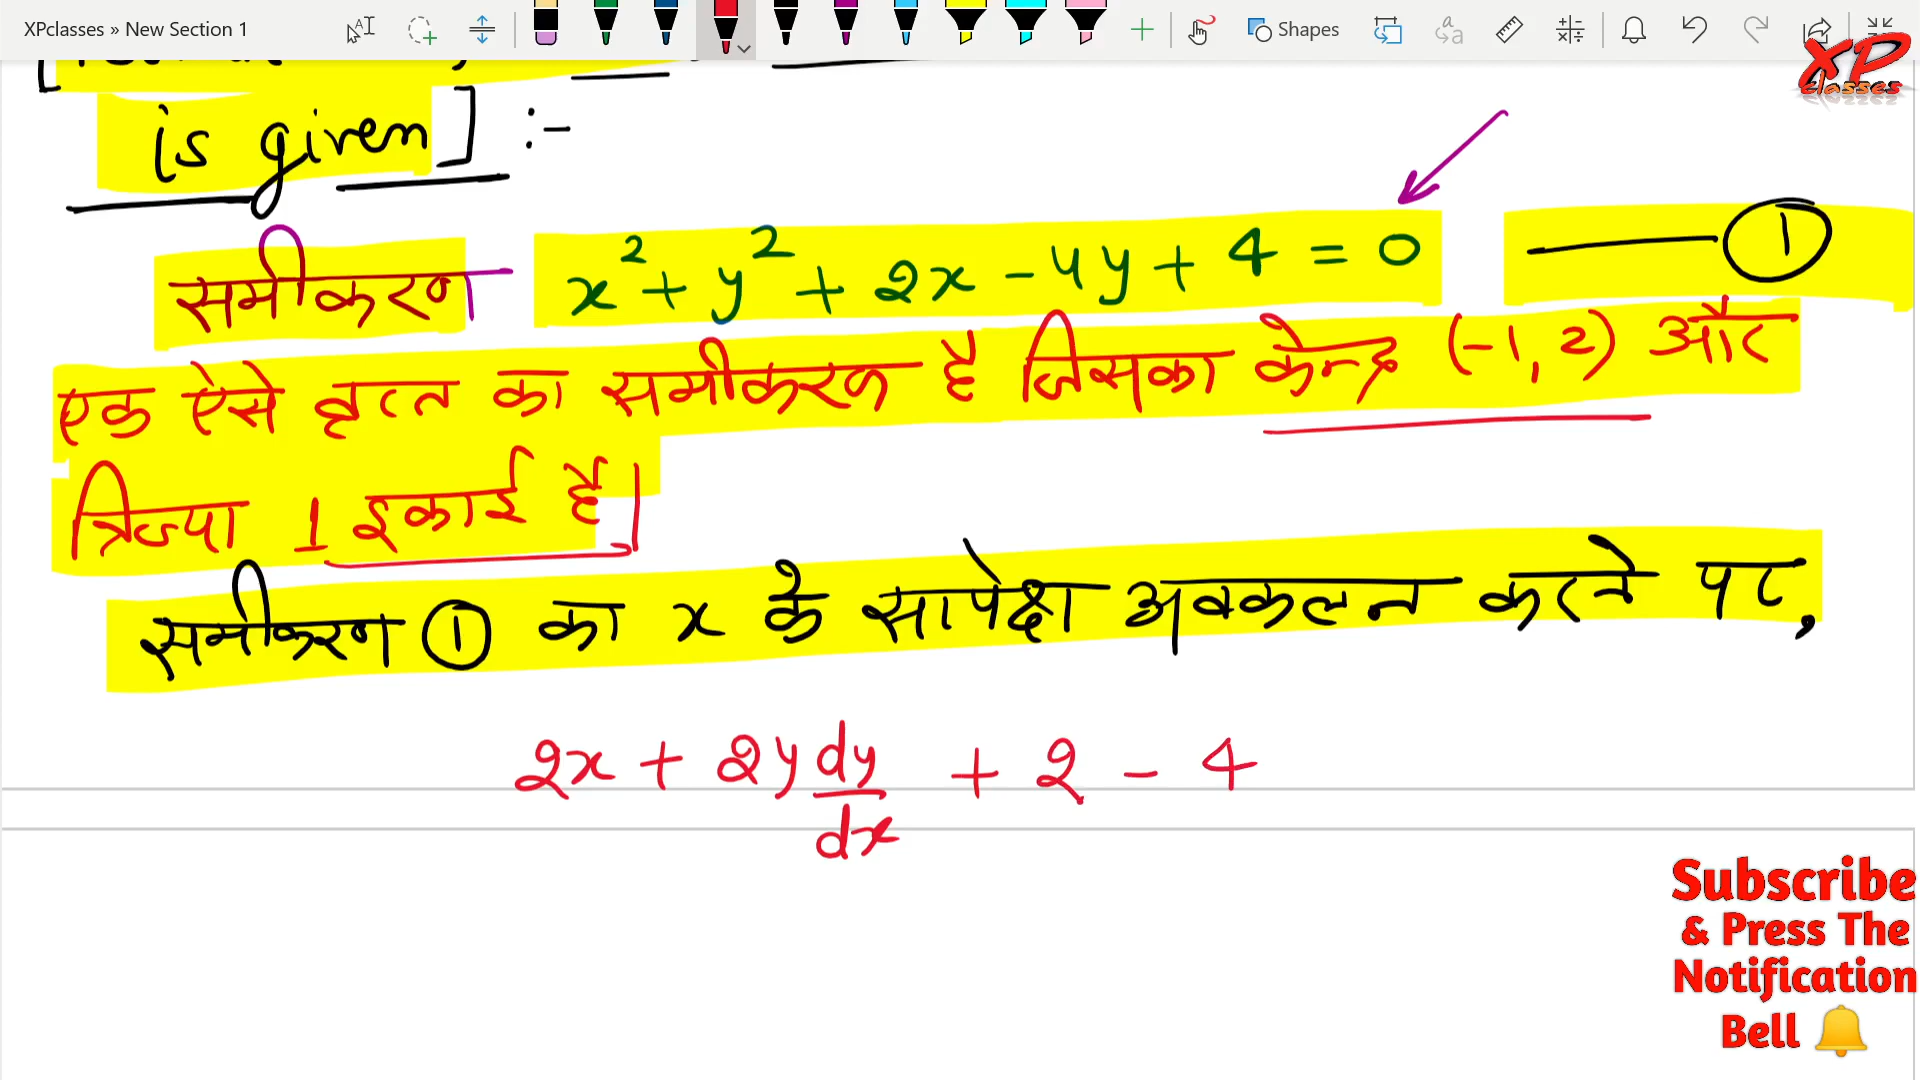 XPclasses » New Section 1
Shapes
XP
classes
is given] :-
समीकरण x² + y² + 2x - 4y + 4 = 0 ——— ①
एक ऐसे वृत्त का समीकरण है जिसका केन्द्र (-1, 2) और
त्रिज्या 1 इकाई है।
समीकरण ① का x के सापेक्ष अवकलन करने पर,
2x + 2y dy/dx + 2 - 4
Subscribe
& Press The
Notification
Bell